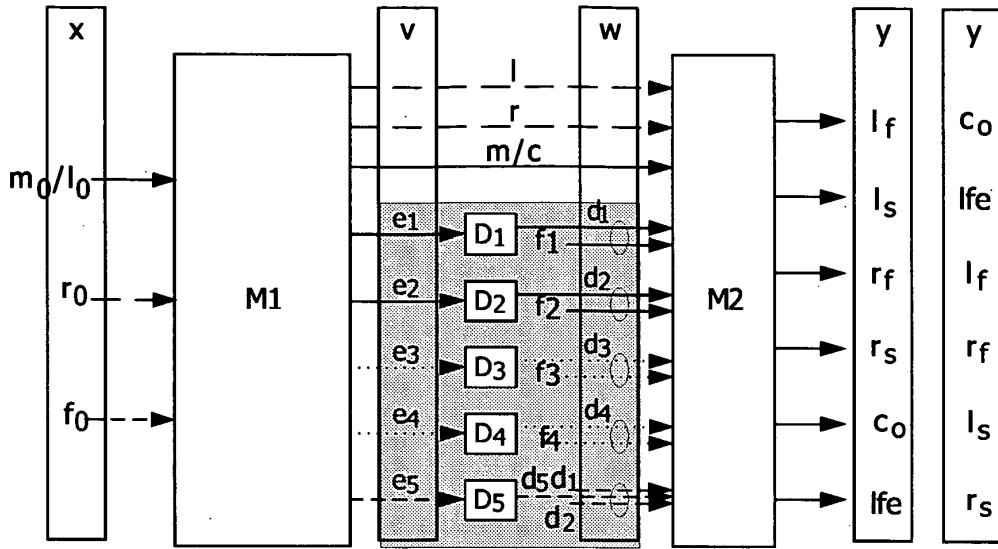 x v w y y
l
r
m/c
m0/l0
r0
f0
M1
e1 D1 d1 f1
e2 D2 d2 f2
e3 D3 d3 f3
e4 D4 d4 f4
e5 D5 d5 d1 d2
M2
lf co
ls lfe
rf lf
rs rf
co ls
lfe rs